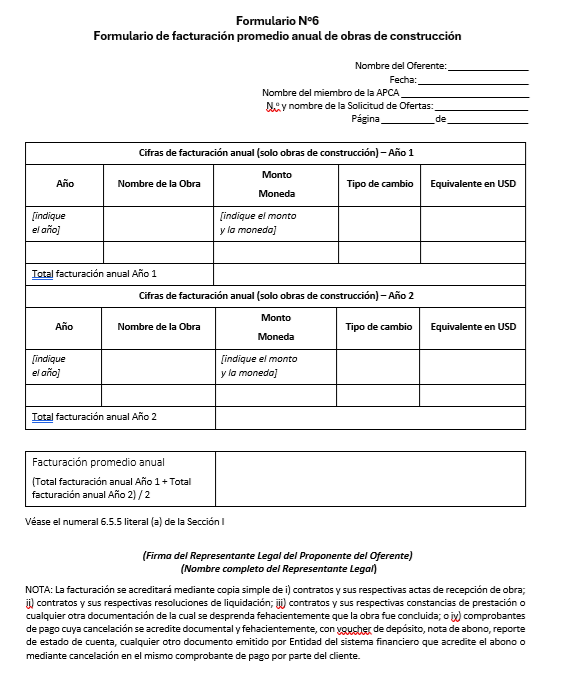 Formulario Nº6
Formulario de facturación promedio anual de obras de construcción
Nombre del Oferente:
Fecha:
Nombre del miembro de la APCA
N.º y nombre de la Solicitud de Ofertas:
Página de
Cifras de facturación anual (solo obras de construcción) – Año 1
Año Nombre de la Obra Monto Moneda Tipo de cambio Equivalente en USD
[indique [indique el monto
el año] y la moneda]
Total facturación anual Año 1
Cifras de facturación anual (solo obras de construcción) – Año 2
Año Nombre de la Obra Monto Moneda Tipo de cambio Equivalente en USD
[indique [indique el monto
el año] y la moneda]
Total facturación anual Año 2
Facturación promedio anual
(Total facturación anual Año 1 + Total
facturación anual Año 2) / 2
Véase el numeral 6.5.5 literal (a) de la Sección I
(Firma del Representante Legal del Proponente del Oferente)
(Nombre completo del Representante Legal)
NOTA: La facturación se acreditará mediante copia simple de i) contratos y sus respectivas actas de recepción de obra;
ii) contratos y sus respectivas resoluciones de liquidación; iii) contratos y sus respectivas constancias de prestación o
cualquier otra documentación de la cual se desprenda fehacientemente que la obra fue concluida; o iv) comprobantes
de pago cuya cancelación se acredite documental y fehacientemente, con voucher de depósito, nota de abono, reporte
de estado de cuenta, cualquier otro documento emitido por Entidad del sistema financiero que acredite el abono o
mediante cancelación en el mismo comprobante de pago por parte del cliente.